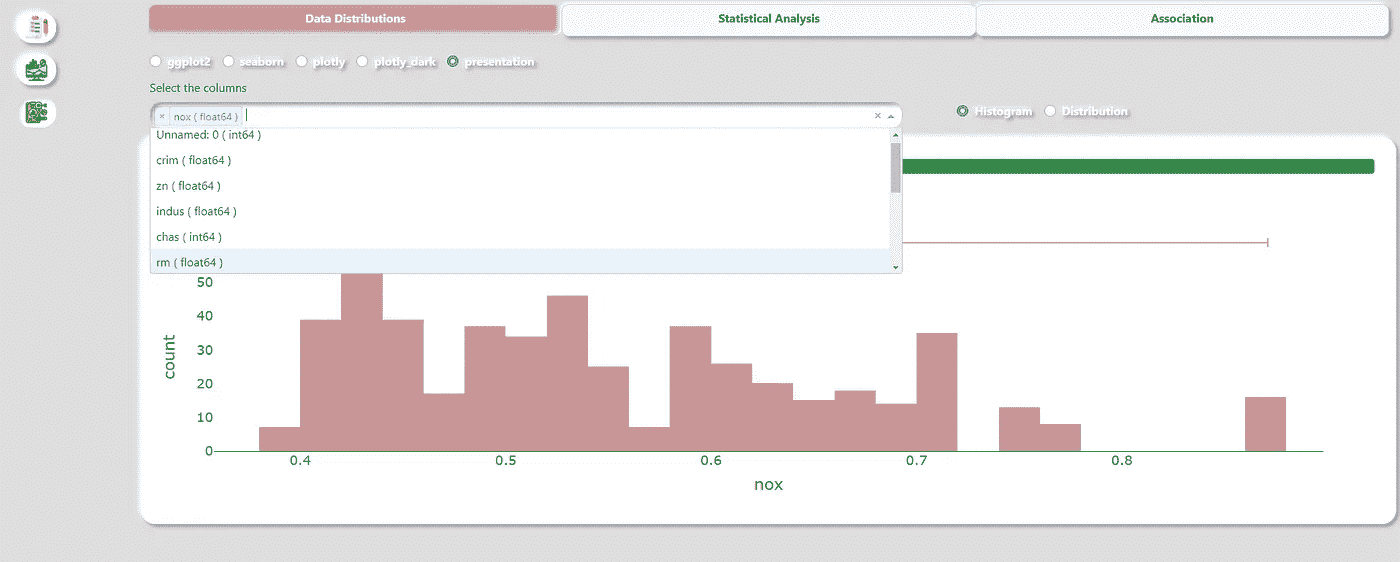 Data Distributions Statistical Analysis Association
ggplot2 seaborn plotly plotly_dark presentation
Select the columns
× nox ( float64 ) ×
Histogram Distribution
Unnamed: 0 ( int64 )
crim ( float64 )
zn ( float64 )
indus ( float64 )
chas ( int64 )
rm ( float64 )
50
40
30
20
10
0
count
0.4 0.5 0.6 0.7 0.8
nox